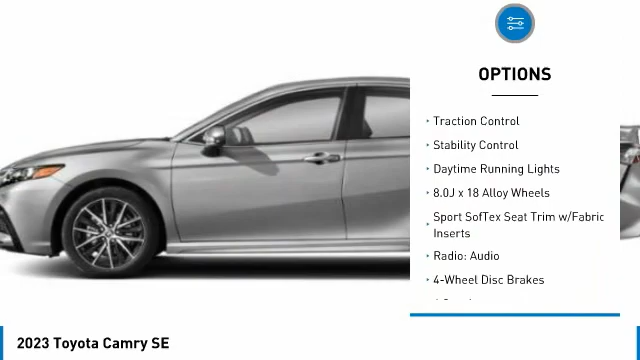 OPTIONS
Traction Control
Stability Control
Daytime Running Lights
8.0J x 18 Alloy Wheels
Sport SofTex Seat Trim w/Fabric
Inserts
Radio: Audio
4-Wheel Disc Brakes
2023 Toyota Camry SE